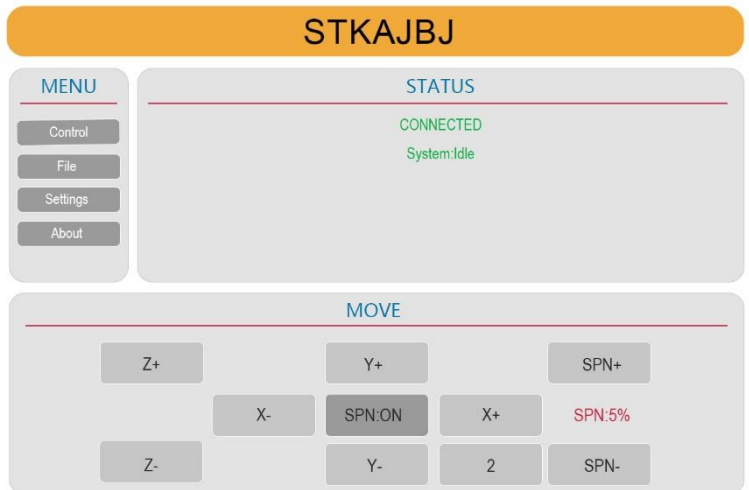 STKAJBJ
MENU
Control
File
Settings
About
STATUS
CONNECTED
System:Idle
MOVE
Z+ Y+ SPN+
X- SPN:ON X+ SPN:5%
Z- Y- 2 SPN-